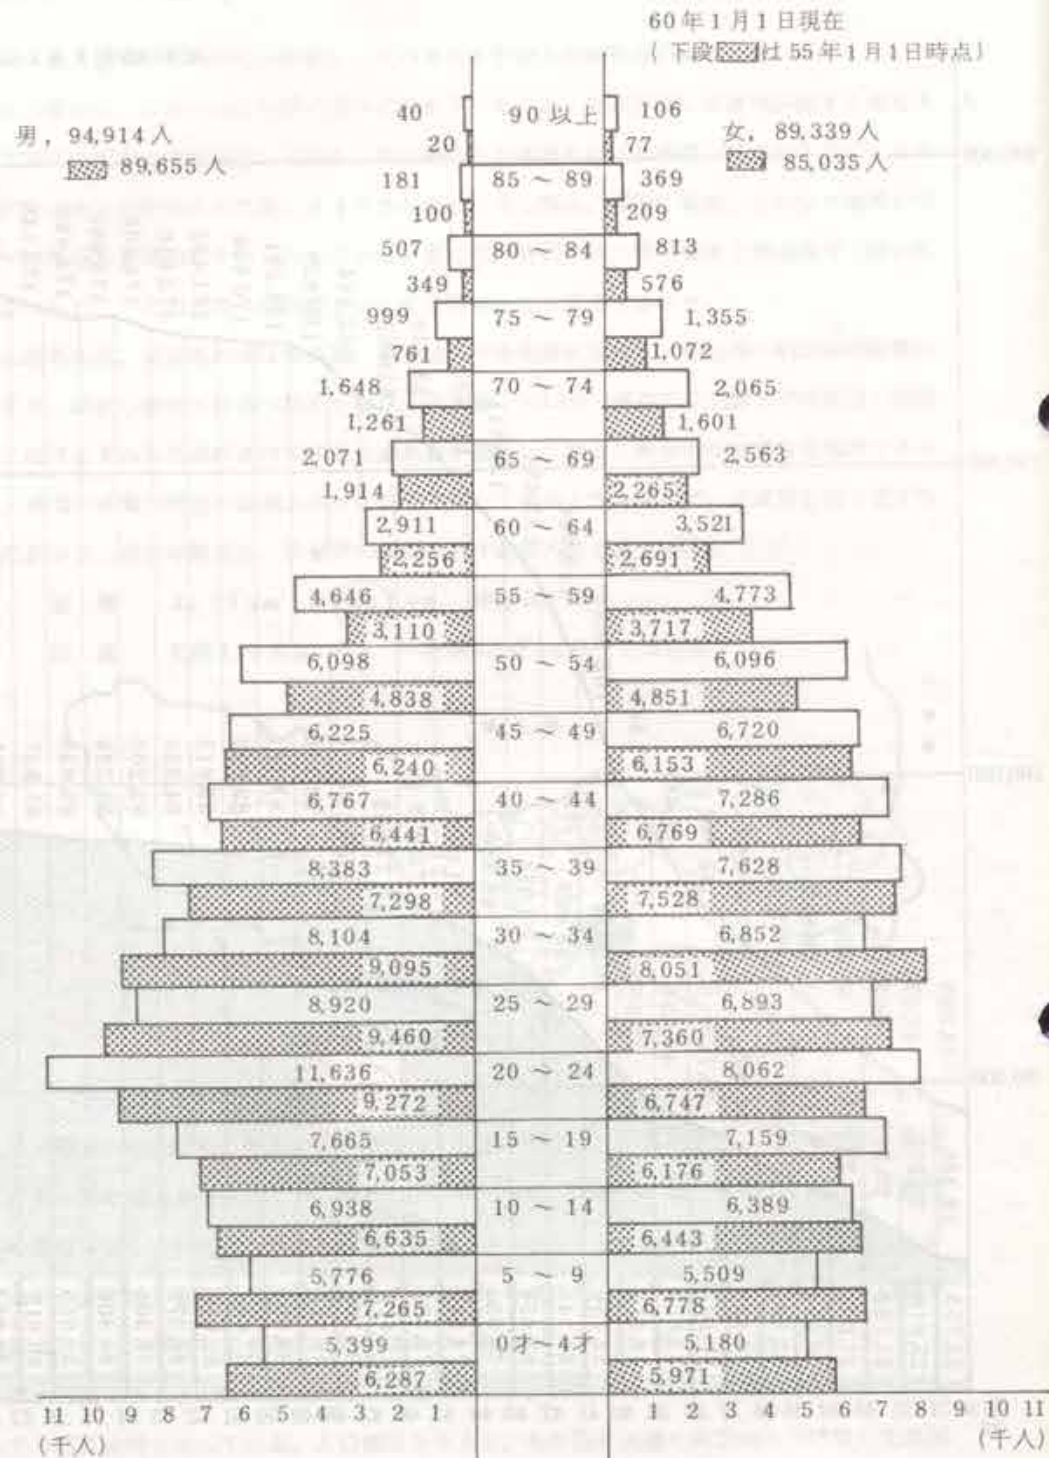 60年1月1日現在
(下段 は55年1月1日時点)
男, 94,914人
89,655人
女, 89,339人
85,035人
40 90以上 106
20 77
181 85～89 369
100 209
507 80～84 813
349 576
999 75～79 1,355
761 1,072
1,648 70～74 2,065
1,261 1,601
2,071 65～69 2,563
1,914 2,265
2,911 60～64 3,521
2,256 2,691
4,646 55～59 4,773
3,110 3,717
6,098 50～54 6,096
4,838 4,851
6,225 45～49 6,720
6,240 6,153
6,767 40～44 7,286
6,441 6,769
8,383 35～39 7,628
7,298 7,528
8,104 30～34 6,852
9,095 8,051
8,920 25～29 6,893
9,460 7,360
11,636 20～24 8,062
9,272 6,747
7,665 15～19 7,159
7,053 6,176
6,938 10～14 6,389
6,635 6,443
5,776 5～9 5,509
7,265 6,778
5,399 0才～4才 5,180
6,287 5,971
11 10 9 8 7 6 5 4 3 2 1 1 2 3 4 5 6 7 8 9 10 11
(千人) (千人)